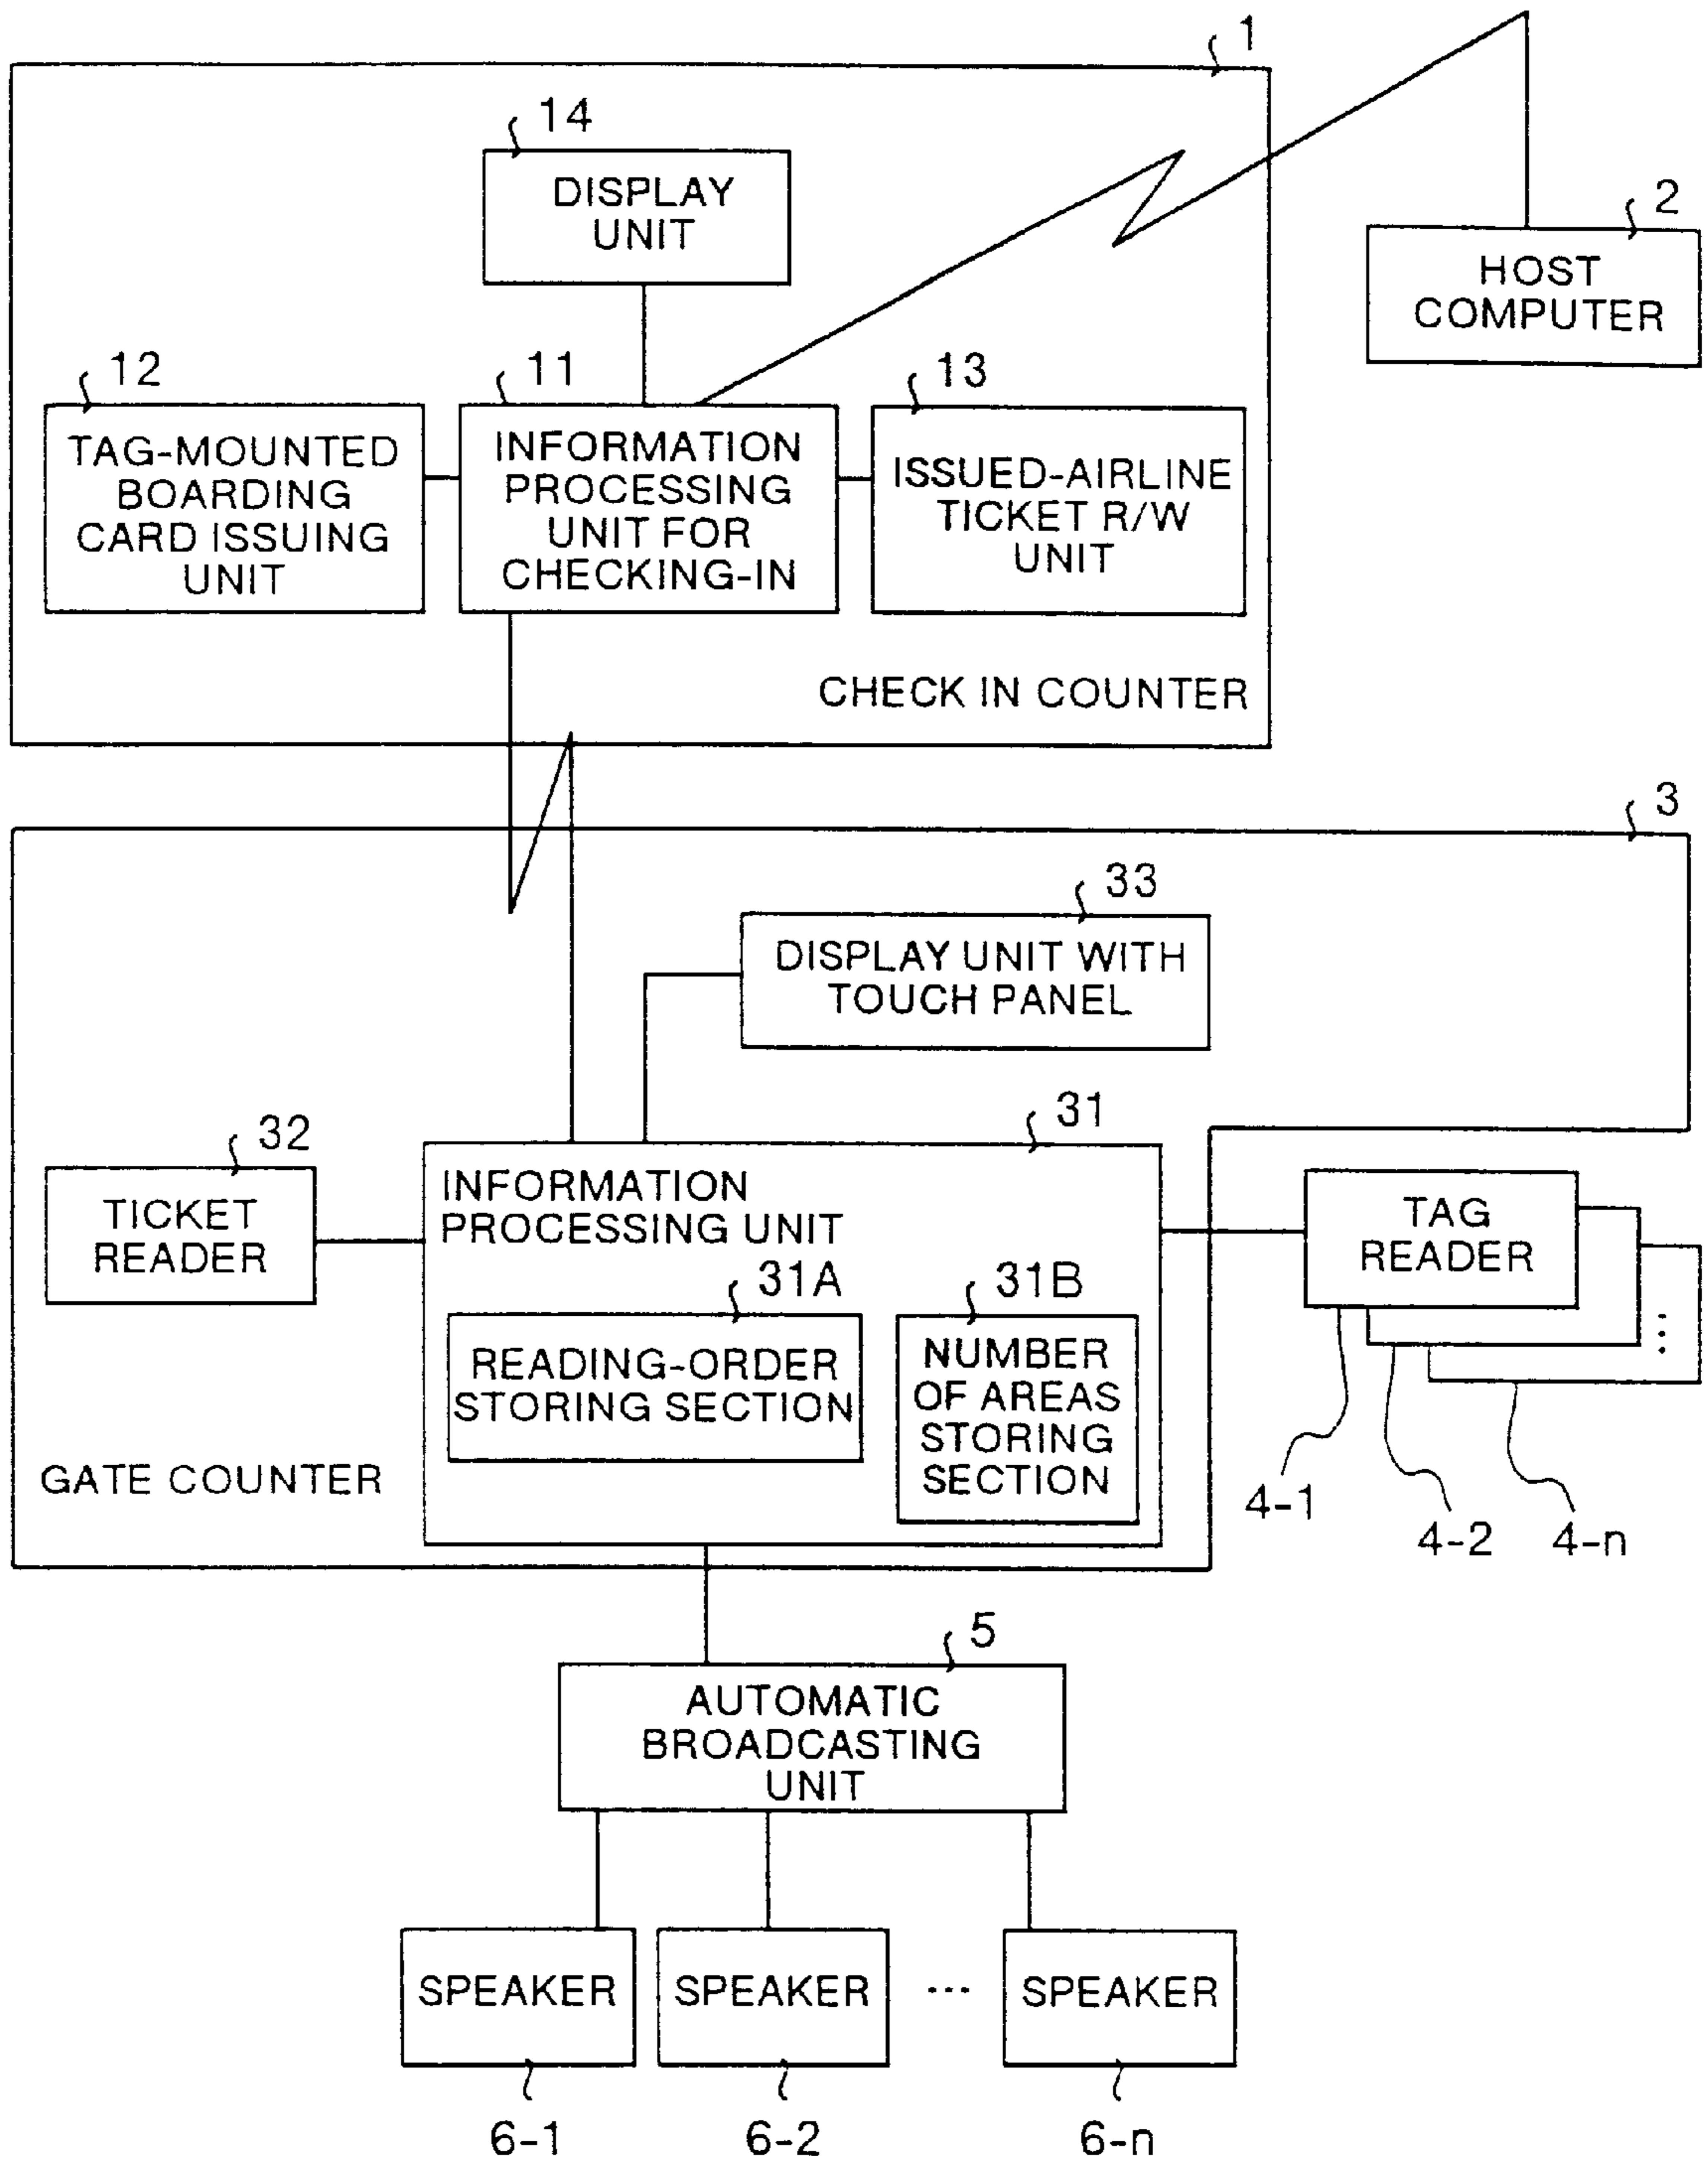 1
14
DISPLAY
UNIT
2
HOST
COMPUTER
12
TAG-MOUNTED
BOARDING
CARD ISSUING
UNIT
11
INFORMATION
PROCESSING
UNIT FOR
CHECKING-IN
13
ISSUED-AIRLINE
TICKET R/W
UNIT
CHECK IN COUNTER
3
33
DISPLAY UNIT WITH
TOUCH PANEL
32
TICKET
READER
31
INFORMATION
PROCESSING UNIT
31A
READING-ORDER
STORING SECTION
31B
NUMBER
OF AREAS
STORING
SECTION
TAG
READER
...
GATE COUNTER
4-1
4-2
4-n
5
AUTOMATIC
BROADCASTING
UNIT
SPEAKER
SPEAKER
...
SPEAKER
6-1
6-2
6-n